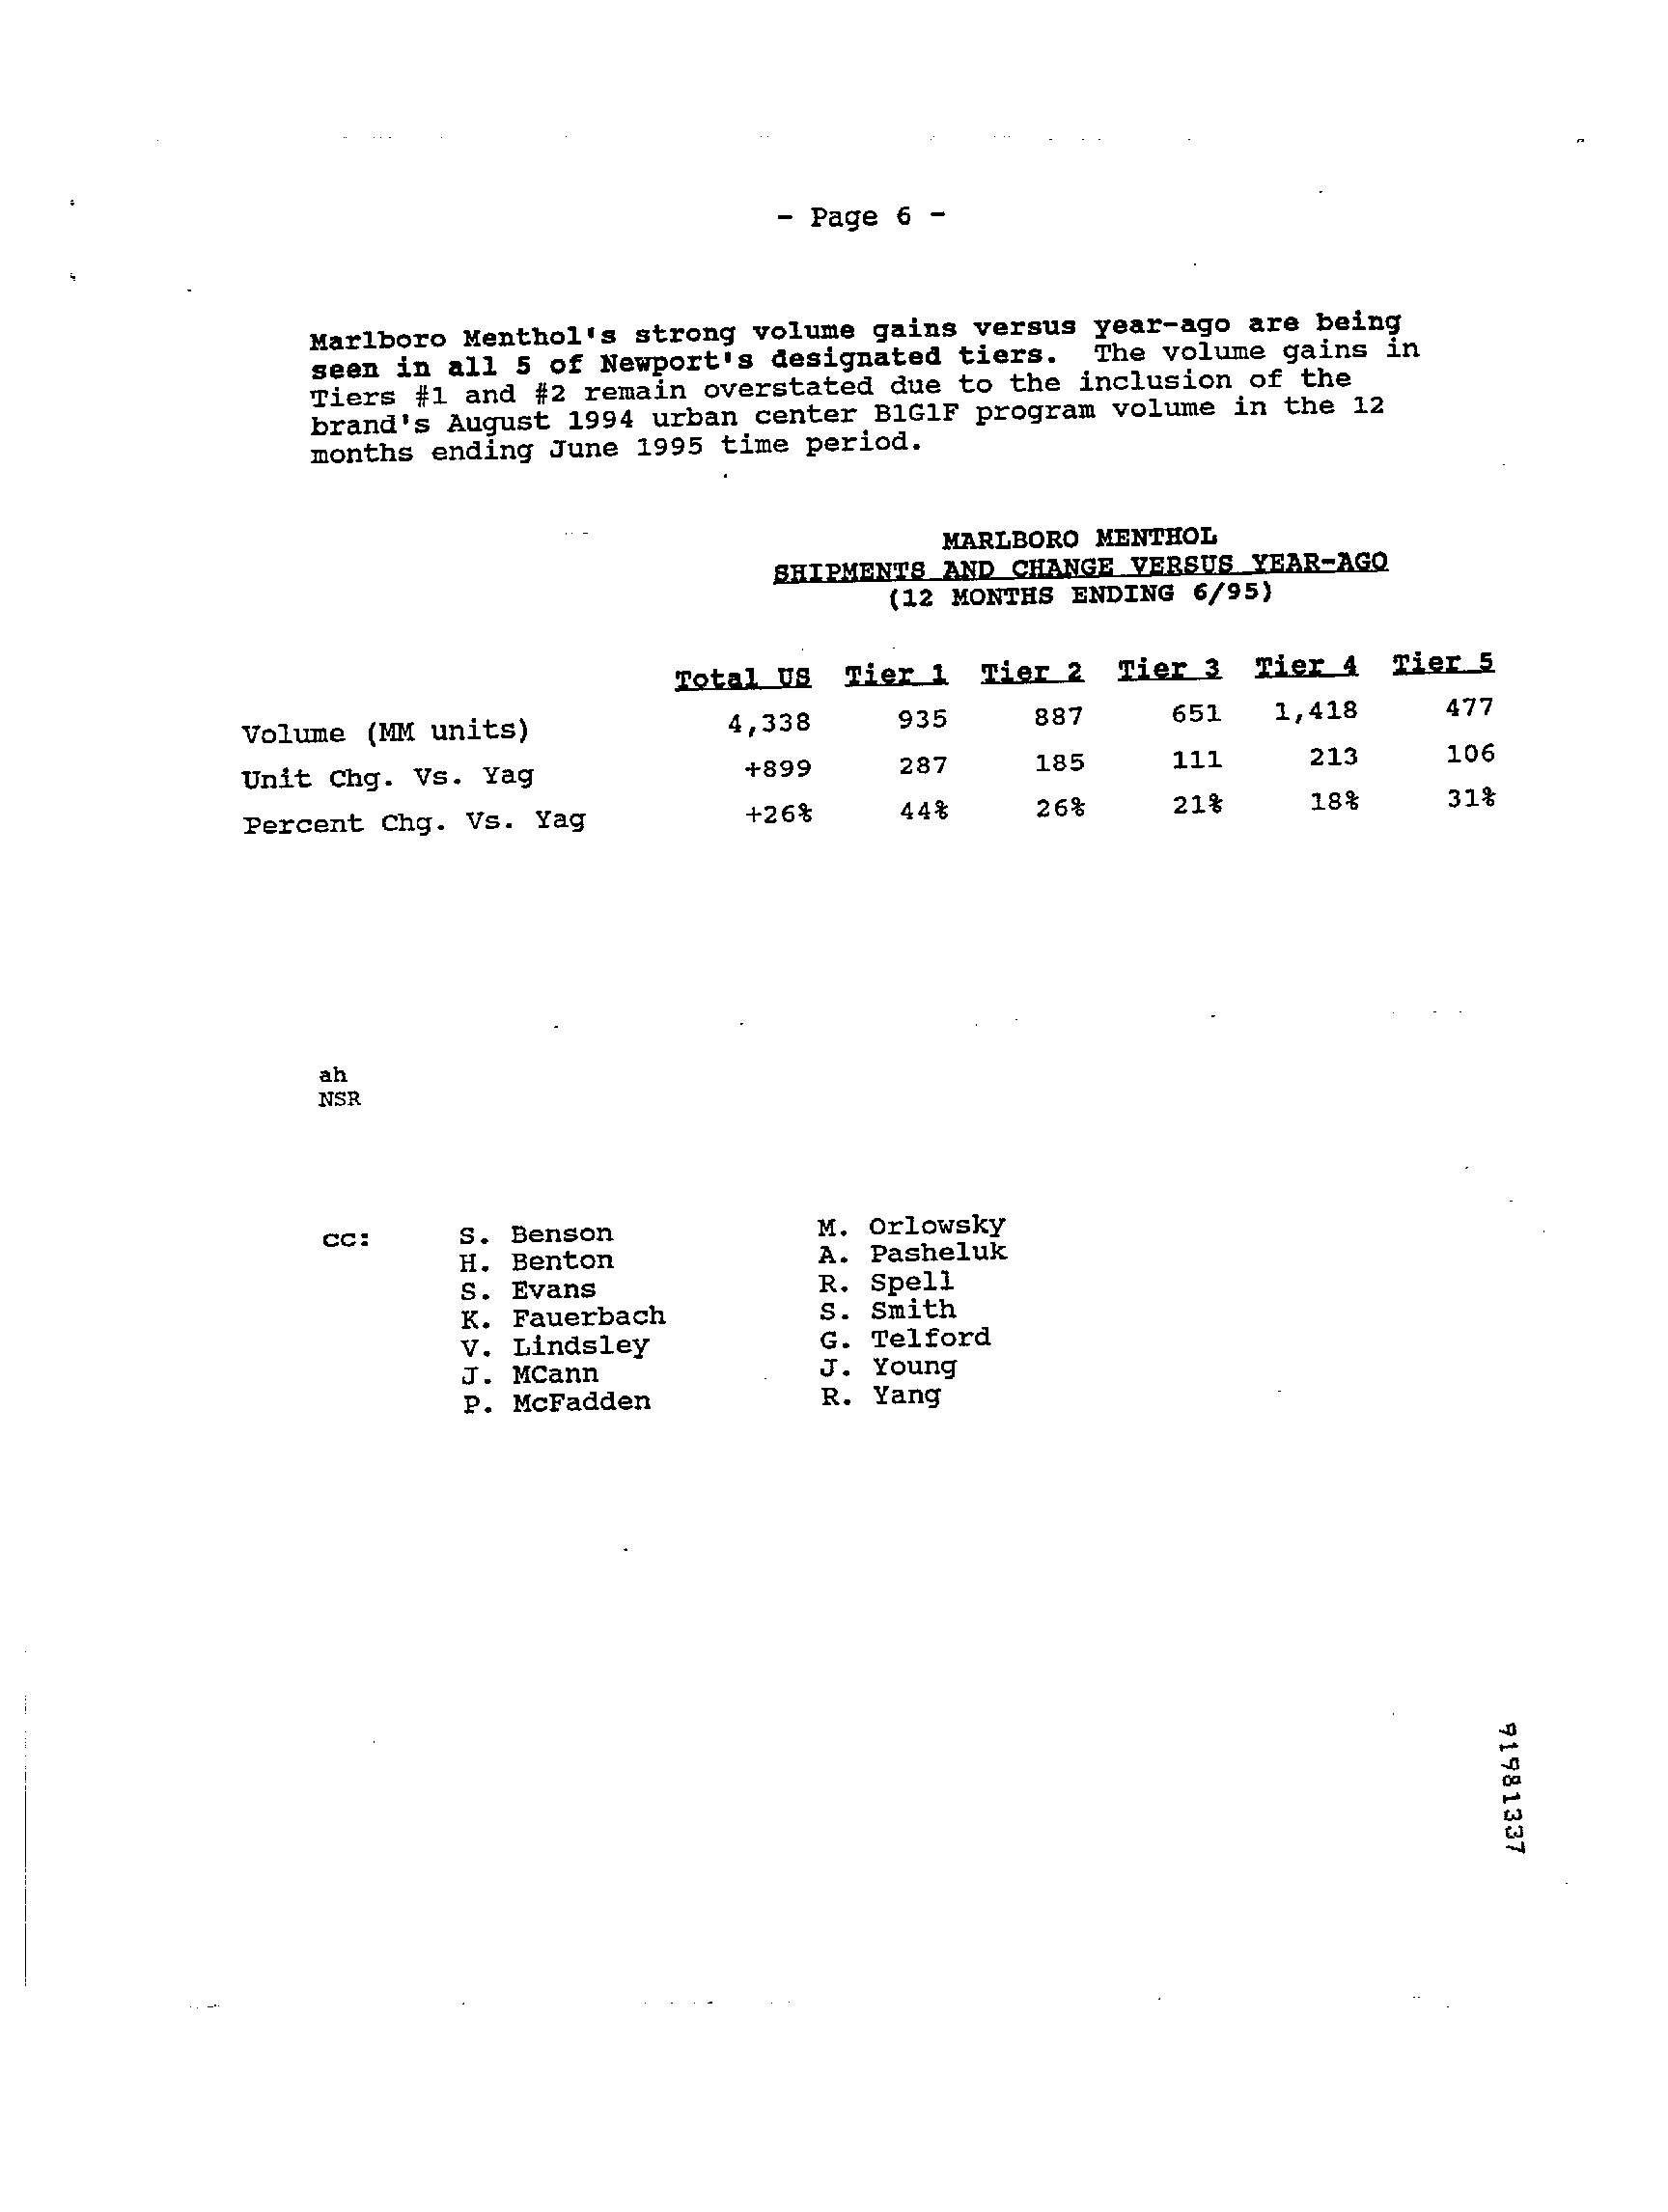 - Page 6 -
Marlboro Menthol's strong volume gains versus year-ago are being
seen in all 5 of Newport's designated tiers. The volume gains in
Tiers #1 and #2 remain overstated due to the inclusion of the
brand's August 1994 urban center B1G1F program volume in the 12
months ending June 1995 time period.
MARLBORO MENTHOL
SHIPMENTS AND CHANGE VERSUS YEAR-AGO
(12 MONTHS ENDING 6/95)
Total US Tier 1 Tier 2 Tier 3 Tier 4 Tier 5
Volume (MM units) 4,338 935 887 651 1,418 477
Unit Chg. Vs. Yag +899 287 185 111 213 106
Percent Chg. Vs. Yag +26% 44% 26% 21% 18% 31%
ah
NSR
cc: S. Benson M. Orlowsky
H. Benton A. Pasheluk
S. Evans R. Spell
K. Fauerbach S. Smith
V. Lindsley G. Telford
J. MCann J. Young
P. McFadden R. Yang
91981337